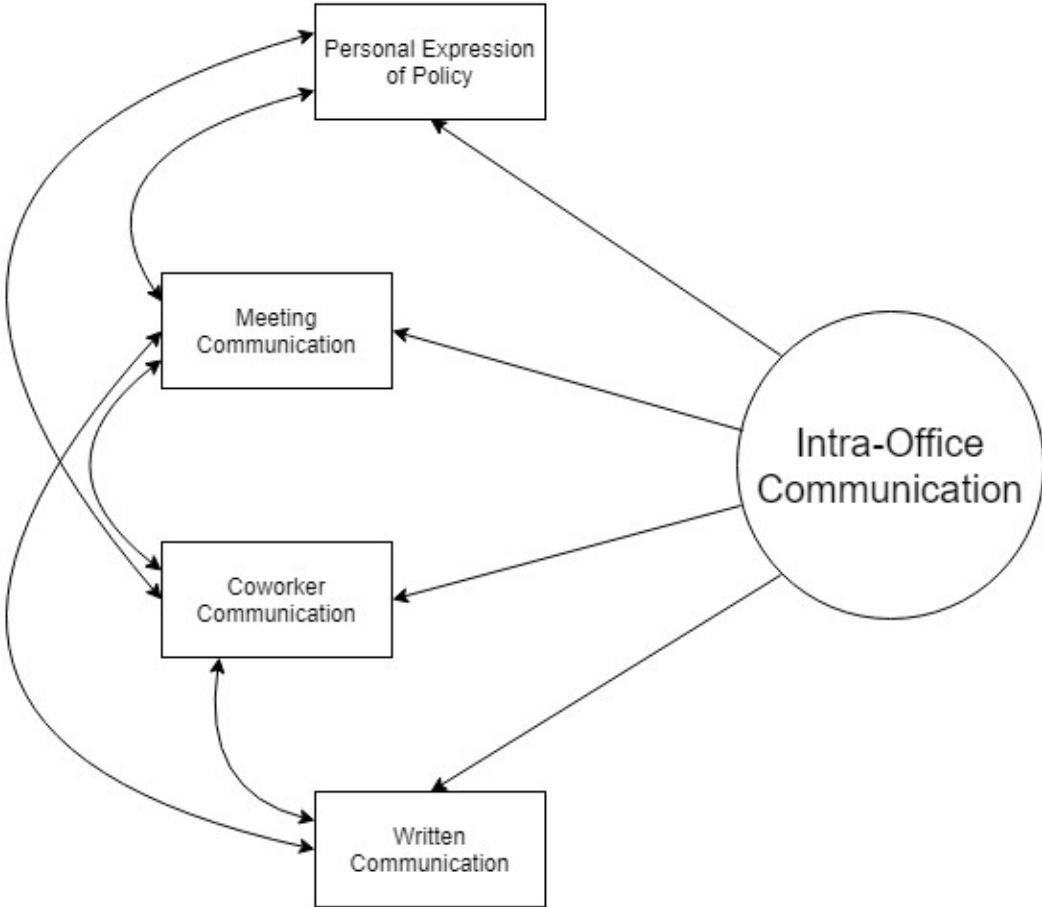 Personal Expression
of Policy
Meeting
Communication
Intra-Office
Communication
Coworker
Communication
Written
Communication